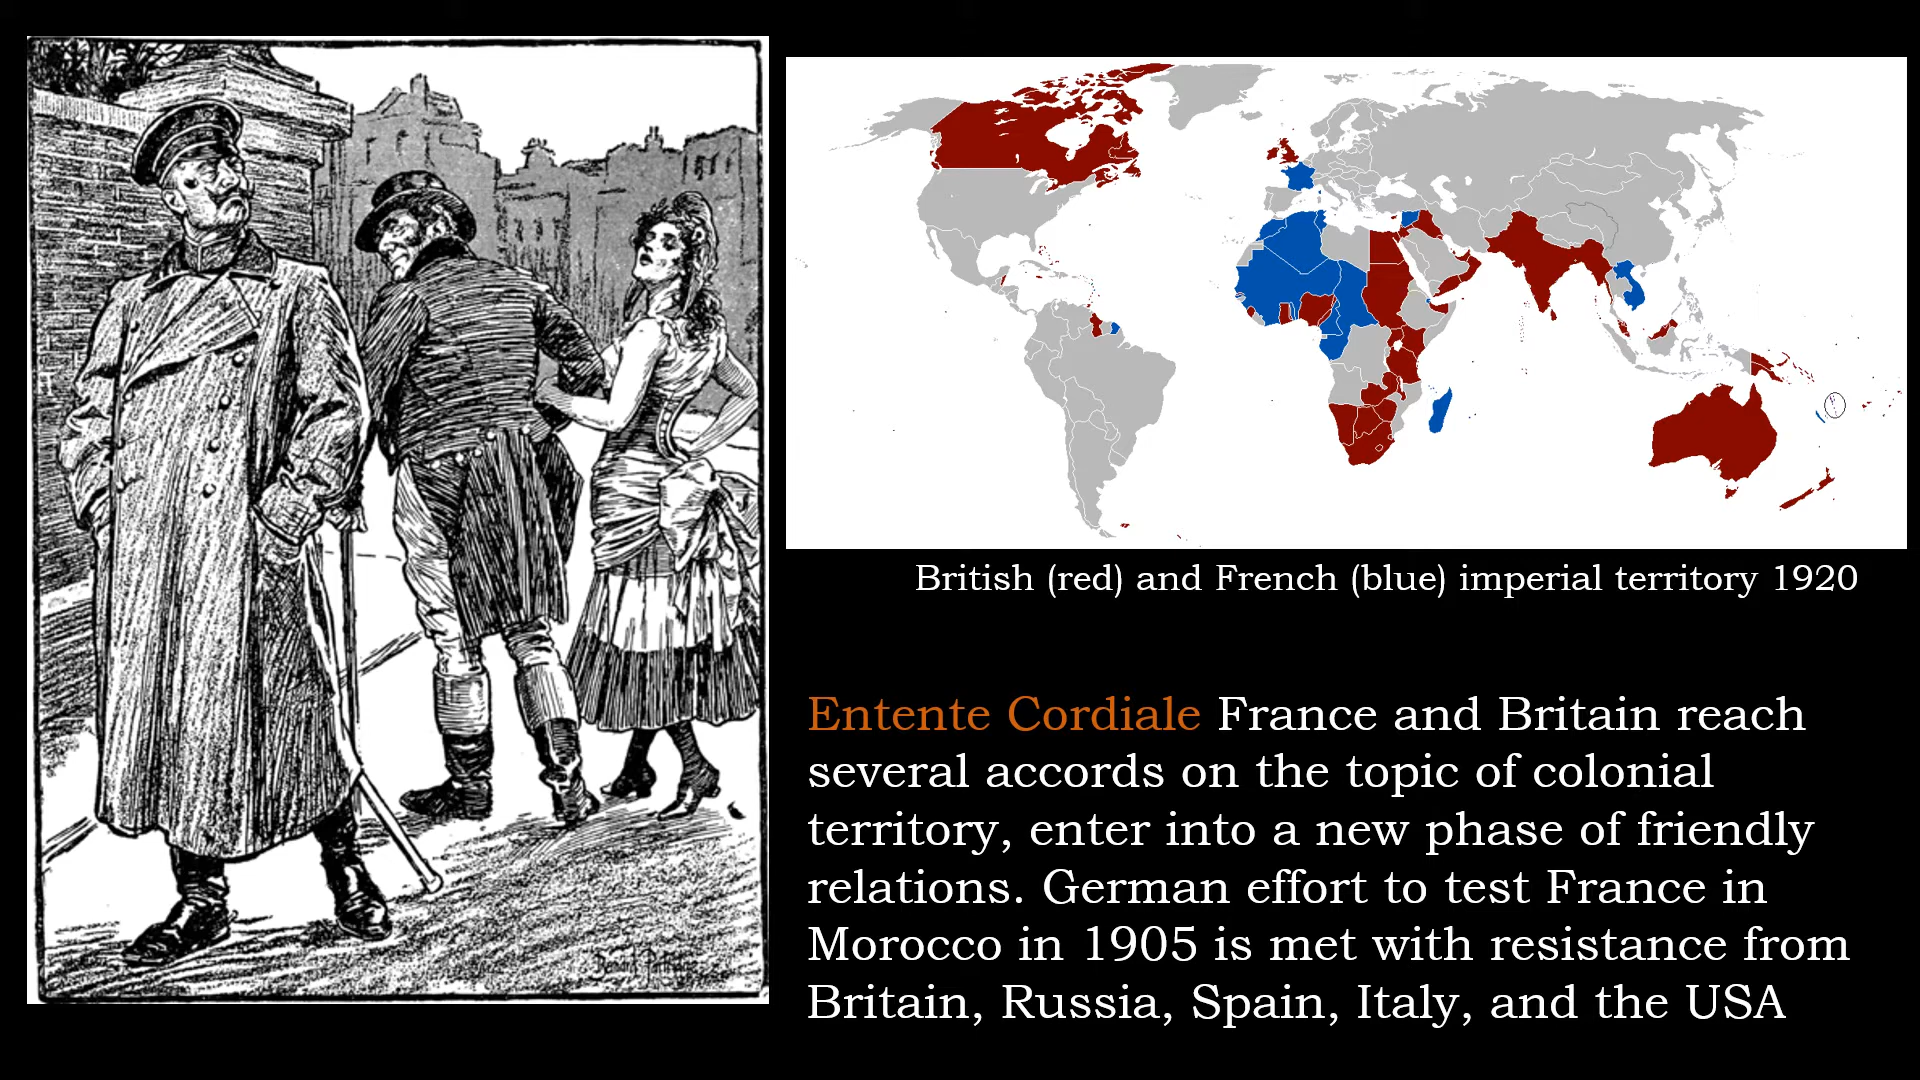 British (red) and French (blue) imperial territory 1920
Entente Cordiale France and Britain reach
several accords on the topic of colonial
territory, enter into a new phase of friendly
relations. German effort to test France in
Morocco in 1905 is met with resistance from
Britain, Russia, Spain, Italy, and the USA